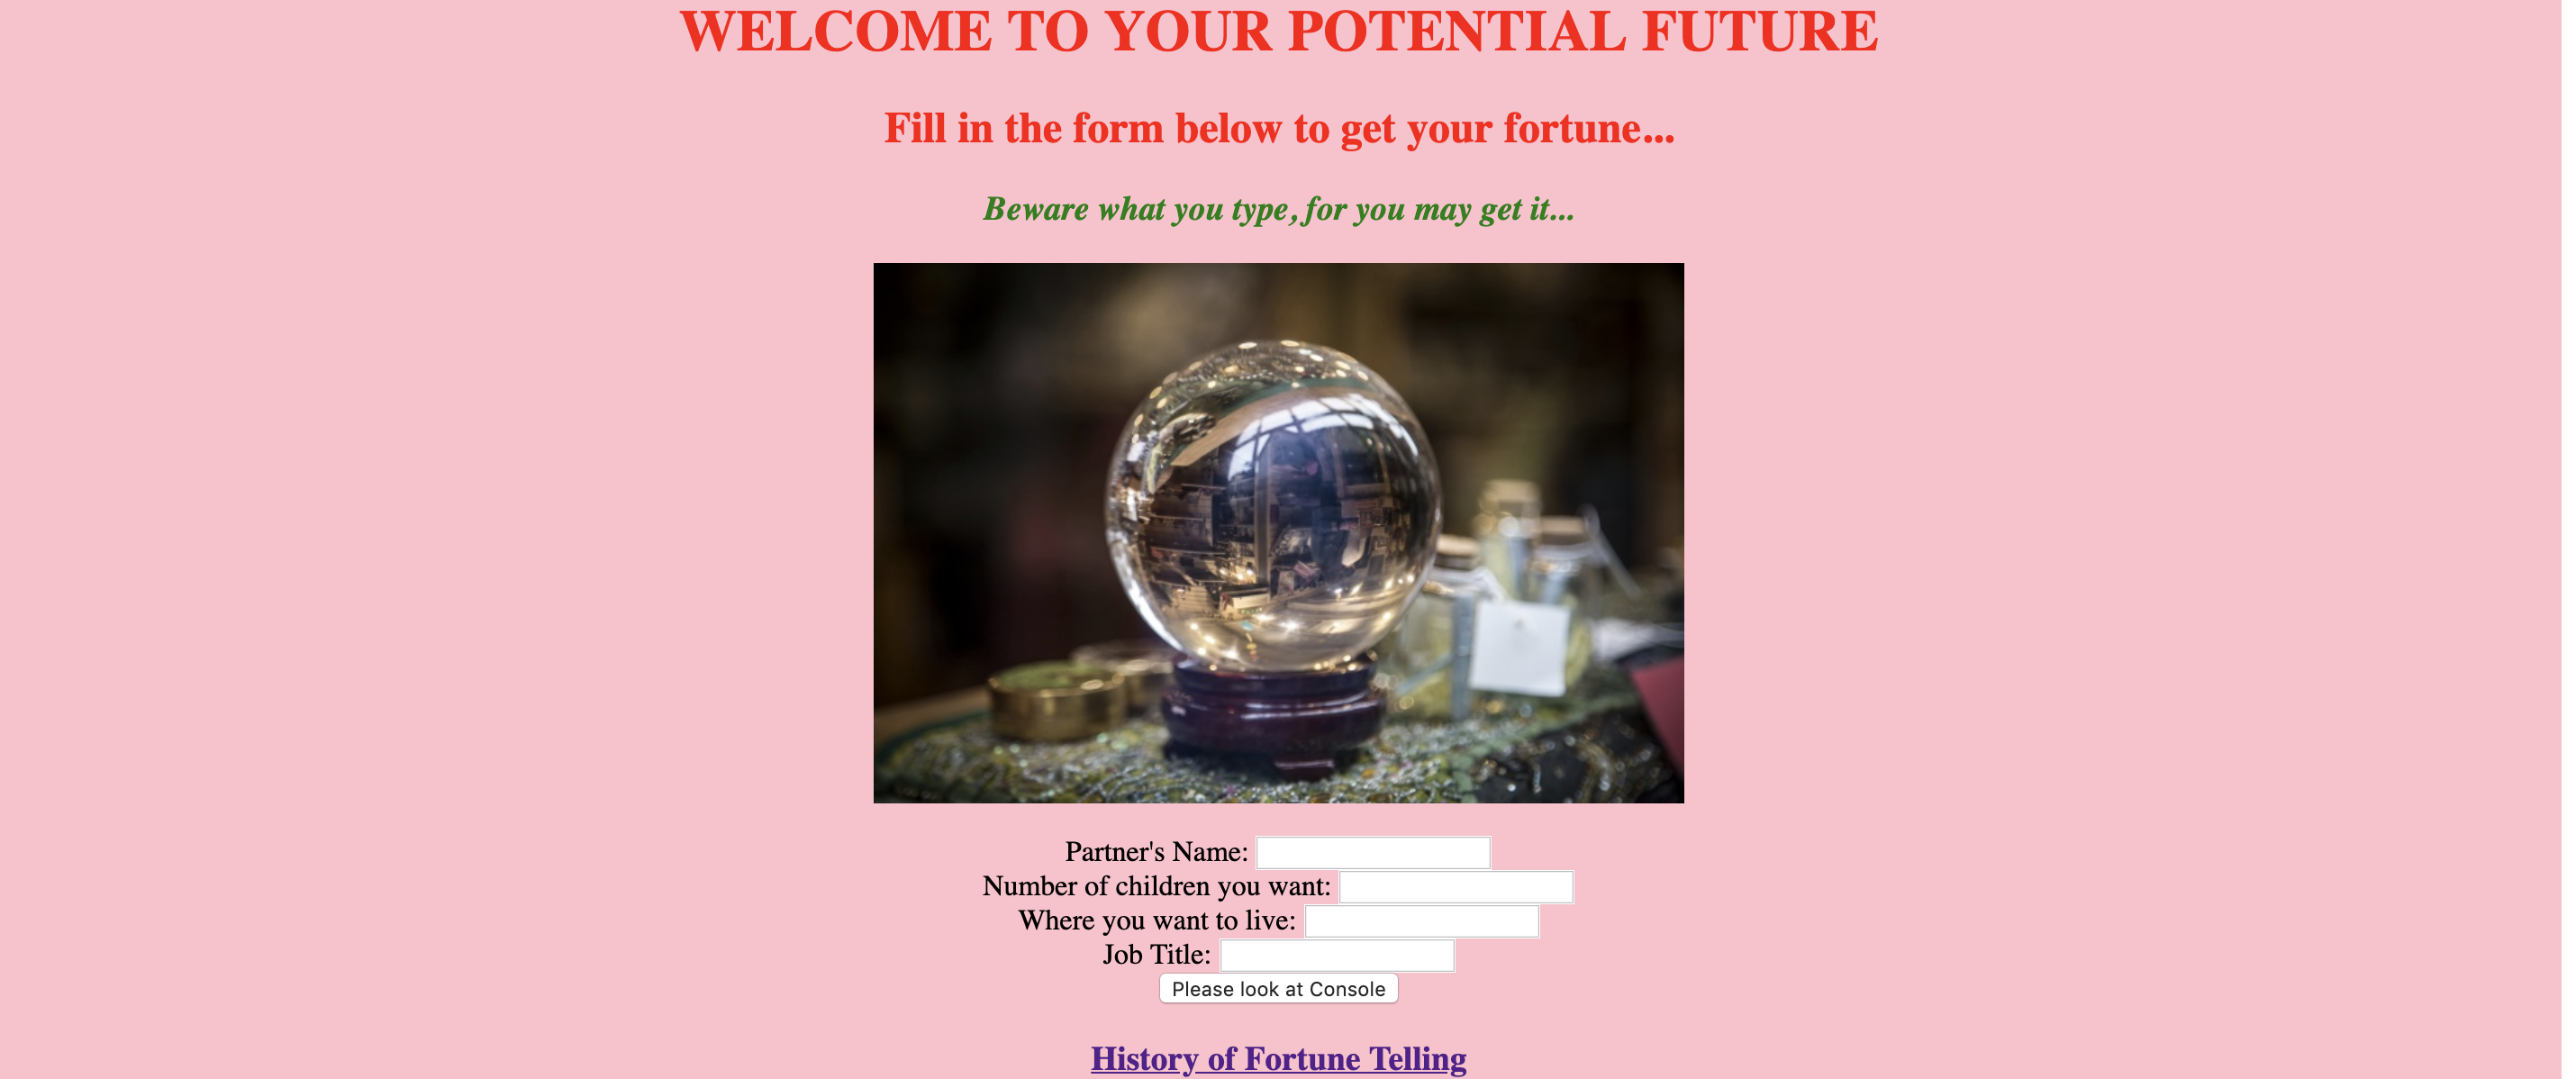 WELCOME TO YOUR POTENTIAL FUTURE
Fill in the form below to get your fortune...
Beware what you type, for you may get it...
Partner's Name:
Number of children you want:
Where you want to live:
Job Title:
Please look at Console
History of Fortune Telling